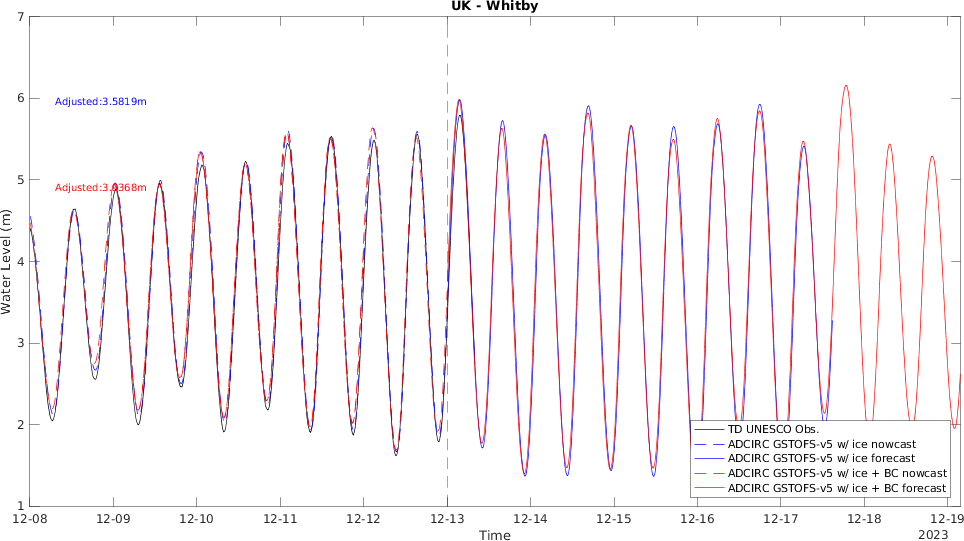 UK - Whitby
7
6
5
4
3
2
1
Water Level (m)
Adjusted:3.5819m
TD UNESCO Obs.
ADCIRC GSTOFS-v5 w/ ice nowcast
ADCIRC GSTOFS-v5 w/ ice forecast
ADCIRC GSTOFS-v5 w/ ice + BC nowcast
ADCIRC GSTOFS-v5 w/ ice + BC forecast
12-08 12-09 12-10 12-11 12-12 12-13 12-14 12-15 12-16 12-17 12-18 12-19
Time
2023